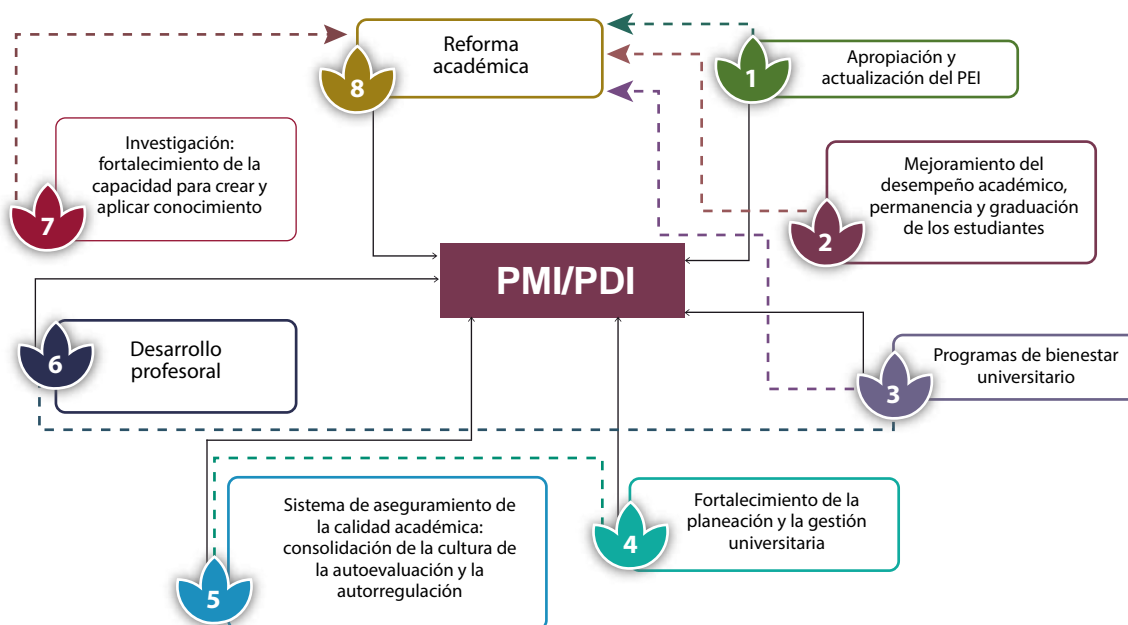 8
Reforma
académica
1
Apropiación y
actualización del PEI
7
Investigación:
fortalecimiento de la
capacidad para crear y
aplicar conocimiento
2
Mejoramiento del
desempeño académico,
permanencia y graduación
de los estudiantes
PMI/PDI
6
Desarrollo
profesoral
3
Programas de bienestar
universitario
5
Sistema de aseguramiento de
la calidad académica:
consolidación de la cultura de
la autoevaluación y la
autorregulación
4
Fortalecimiento de la
planeación y la gestión
universitaria